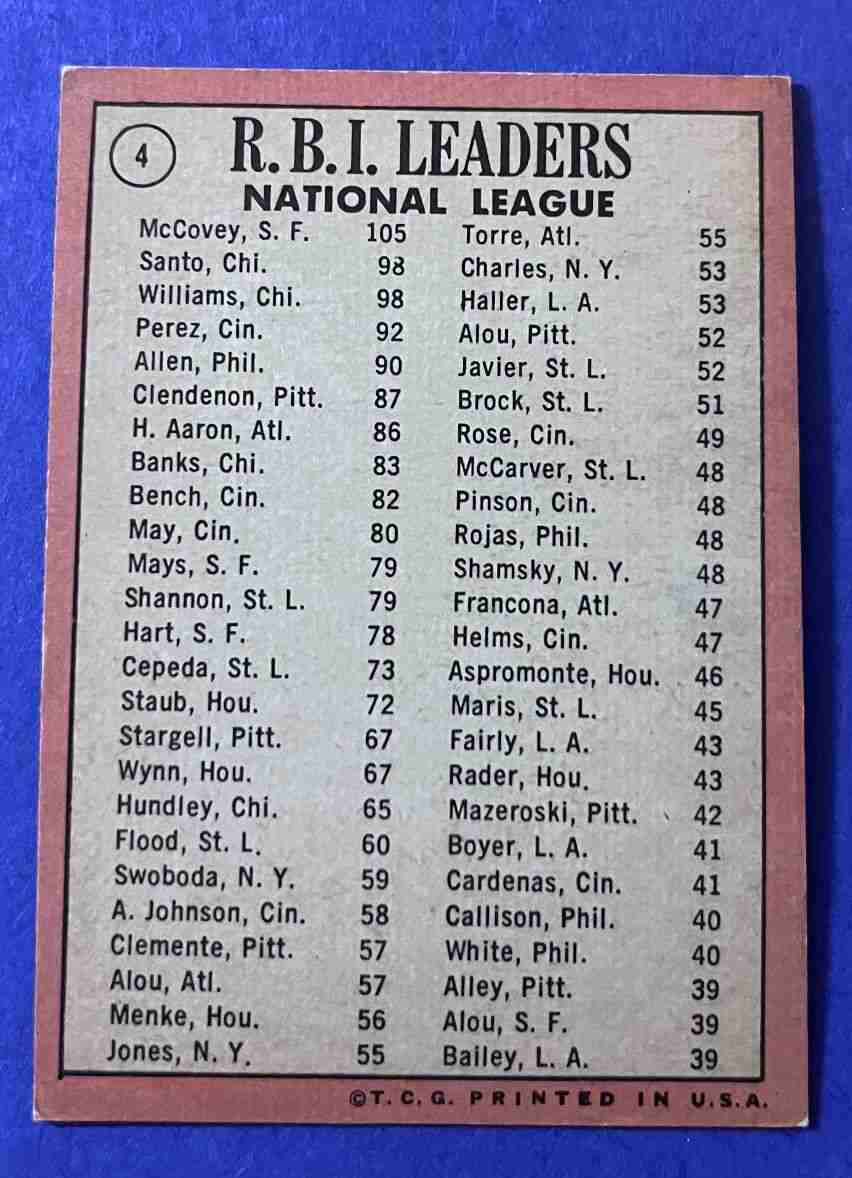 4
R.B.I. LEADERS
NATIONAL LEAGUE
McCovey, S. F. 105
Santo, Chi. 98
Williams, Chi. 98
Perez, Cin. 92
Allen, Phil. 90
Clendenon, Pitt. 87
H. Aaron, Atl. 86
Banks, Chi. 83
Bench, Cin. 82
May, Cin. 80
Mays, S. F. 79
Shannon, St. L. 79
Hart, S. F. 78
Cepeda, St. L. 73
Staub, Hou. 72
Stargell, Pitt. 67
Wynn, Hou. 67
Hundley, Chi. 65
Flood, St. L. 60
Swoboda, N. Y. 59
A. Johnson, Cin. 58
Clemente, Pitt. 57
Alou, Atl. 57
Menke, Hou. 56
Jones, N. Y. 55
Torre, Atl. 55
Charles, N. Y. 53
Haller, L. A. 53
Alou, Pitt. 52
Javier, St. L. 52
Brock, St. L. 51
Rose, Cin. 49
McCarver, St. L. 48
Pinson, Cin. 48
Rojas, Phil. 48
Shamsky, N. Y. 48
Francona, Atl. 47
Helms, Cin. 47
Aspromonte, Hou. 46
Maris, St. L. 45
Fairly, L. A. 43
Rader, Hou. 43
Mazeroski, Pitt. 42
Boyer, L. A. 41
Cardenas, Cin. 41
Callison, Phil. 40
White, Phil. 40
Alley, Pitt. 39
Alou, S. F. 39
Bailey, L. A. 39
©T. C. G. PRINTED IN U.S.A.